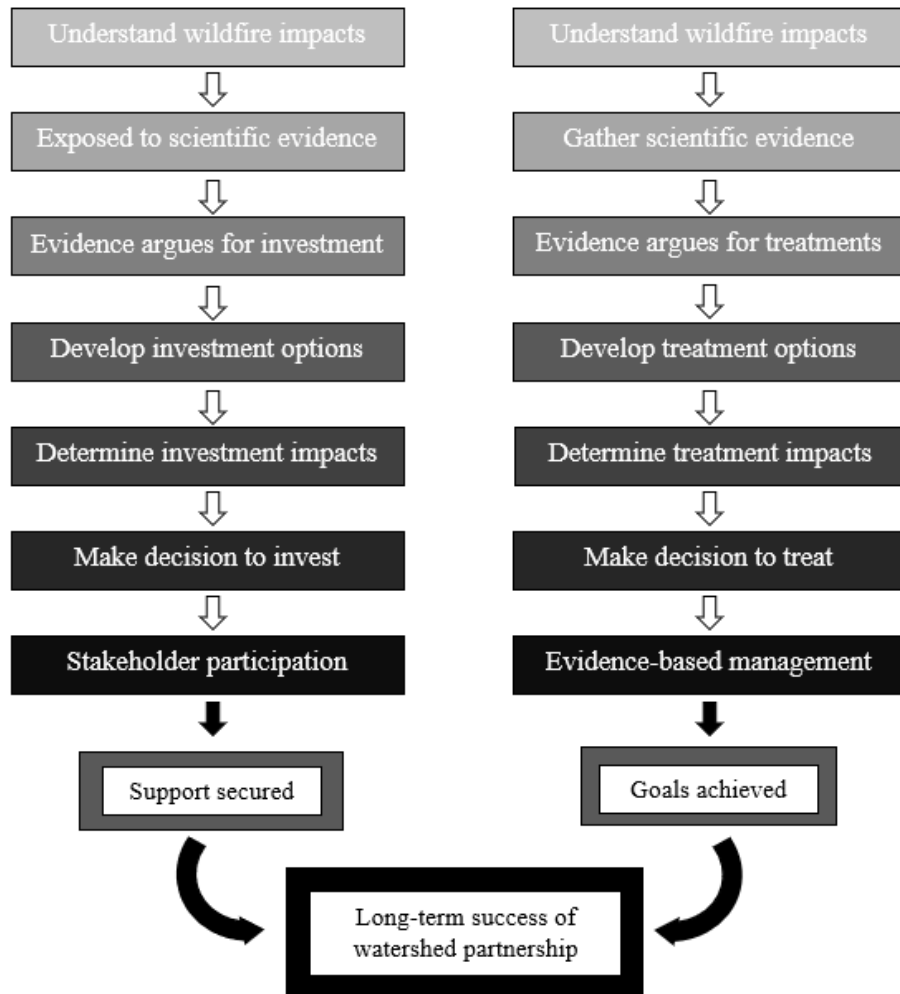 Understand wildfire impacts
Exposed to scientific evidence
Evidence argues for investment
Develop investment options
Determine investment impacts
Make decision to invest
Stakeholder participation
Support secured
Understand wildfire impacts
Gather scientific evidence
Evidence argues for treatments
Develop treatment options
Determine treatment impacts
Make decision to treat
Evidence-based management
Goals achieved
Long-term success of
watershed partnership